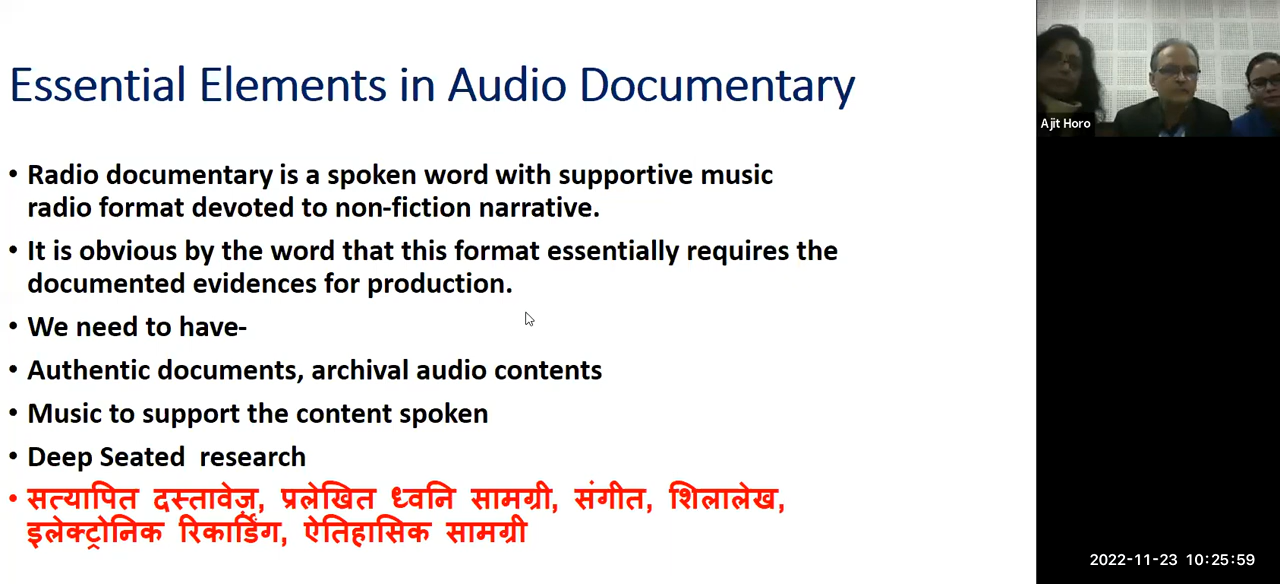 Essential Elements in Audio Documentary
• Radio documentary is a spoken word with supportive music
radio format devoted to non-fiction narrative.
• It is obvious by the word that this format essentially requires the
documented evidences for production.
• We need to have-
• Authentic documents, archival audio contents
• Music to support the content spoken
• Deep Seated research
• सत्यापित दस्तावेज़, प्रलेखित ध्वनि सामग्री, संगीत, शिलालेख,
इलेक्ट्रोनिक रिकार्डिंग, ऐतिहासिक सामग्री
Ajit Horo
2022-11-23 10:25:59